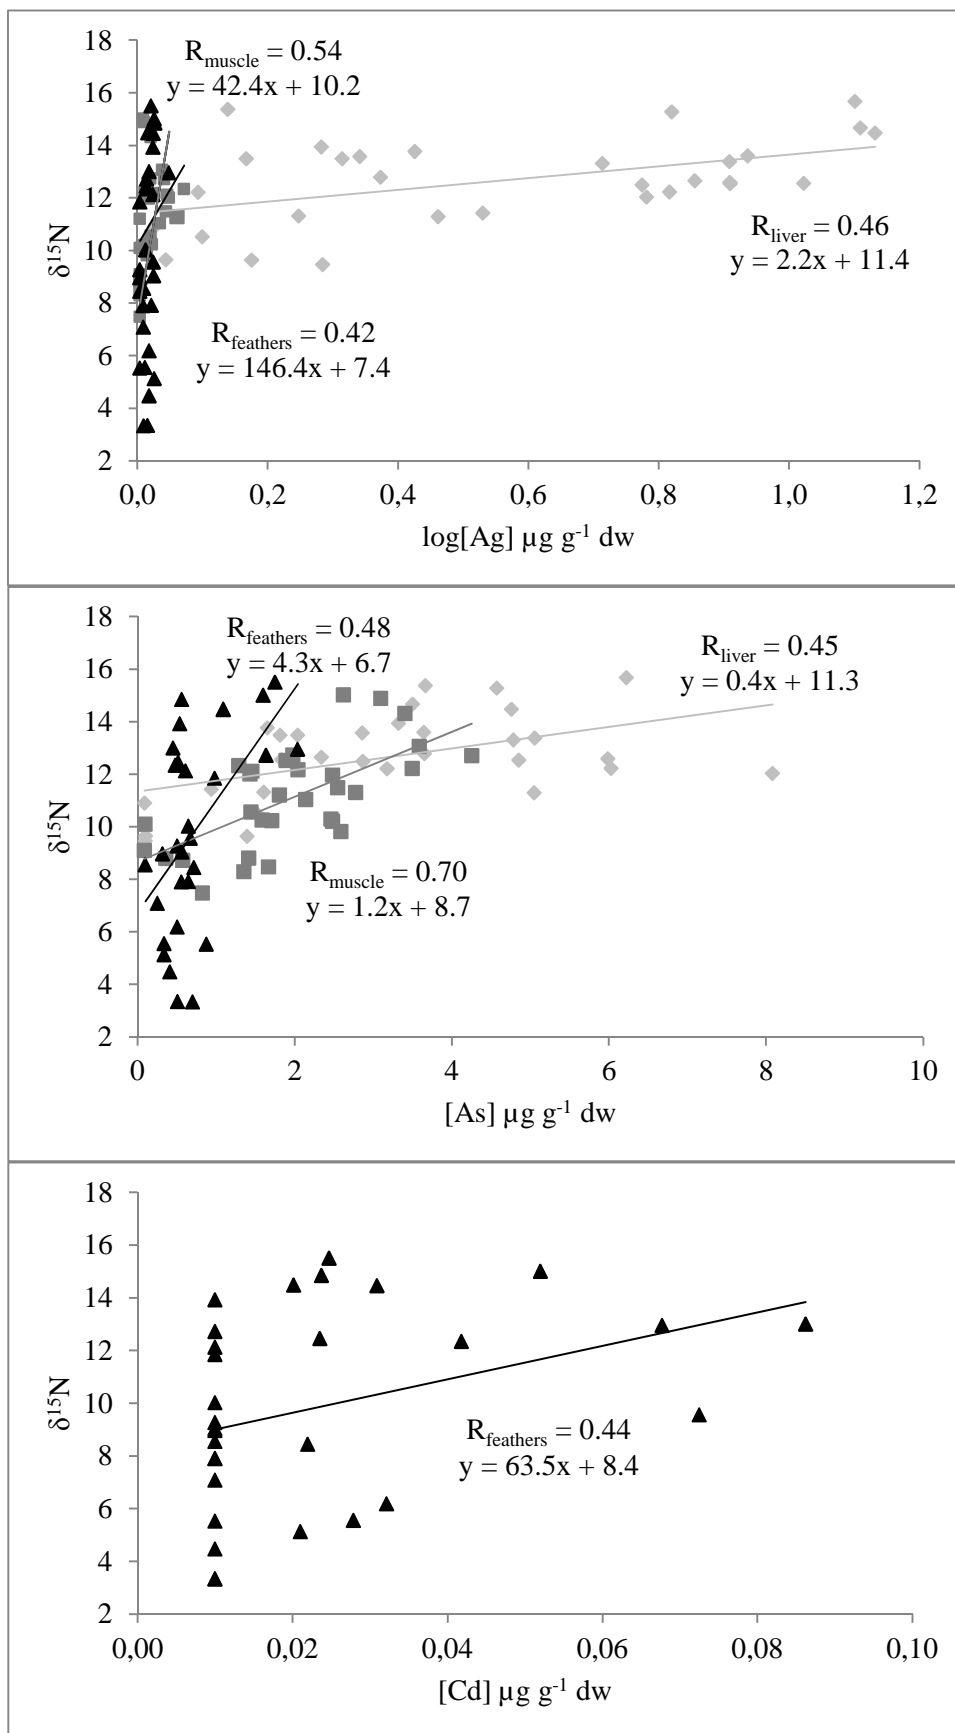 18
16
14
12
10
8
6
4
2
δ¹⁵N
R_muscle = 0.54
y = 42.4x + 10.2
R_liver = 0.46
y = 2.2x + 11.4
R_feathers = 0.42
y = 146.4x + 7.4
0,0 0,2 0,4 0,6 0,8 1,0 1,2
log[Ag] µg g⁻¹ dw
18
16
14
12
10
8
6
4
2
δ¹⁵N
R_feathers = 0.48
y = 4.3x + 6.7
R_liver = 0.45
y = 0.4x + 11.3
R_muscle = 0.70
y = 1.2x + 8.7
0 2 4 6 8 10
[As] µg g⁻¹ dw
18
16
14
12
10
8
6
4
2
δ¹⁵N
R_feathers = 0.44
y = 63.5x + 8.4
0,00 0,02 0,04 0,06 0,08 0,10
[Cd] µg g⁻¹ dw